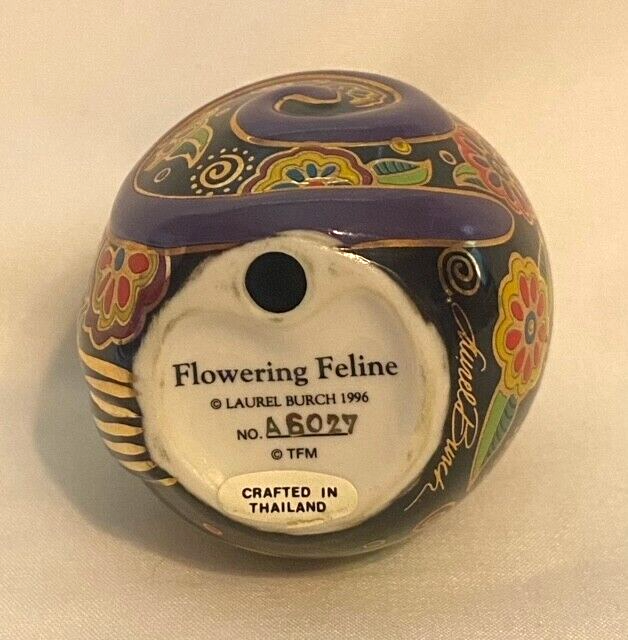 Flowering Feline
© LAUREL BURCH 1996
NO. A6027
© TFM
CRAFTED IN
THAILAND
Laurel Burch